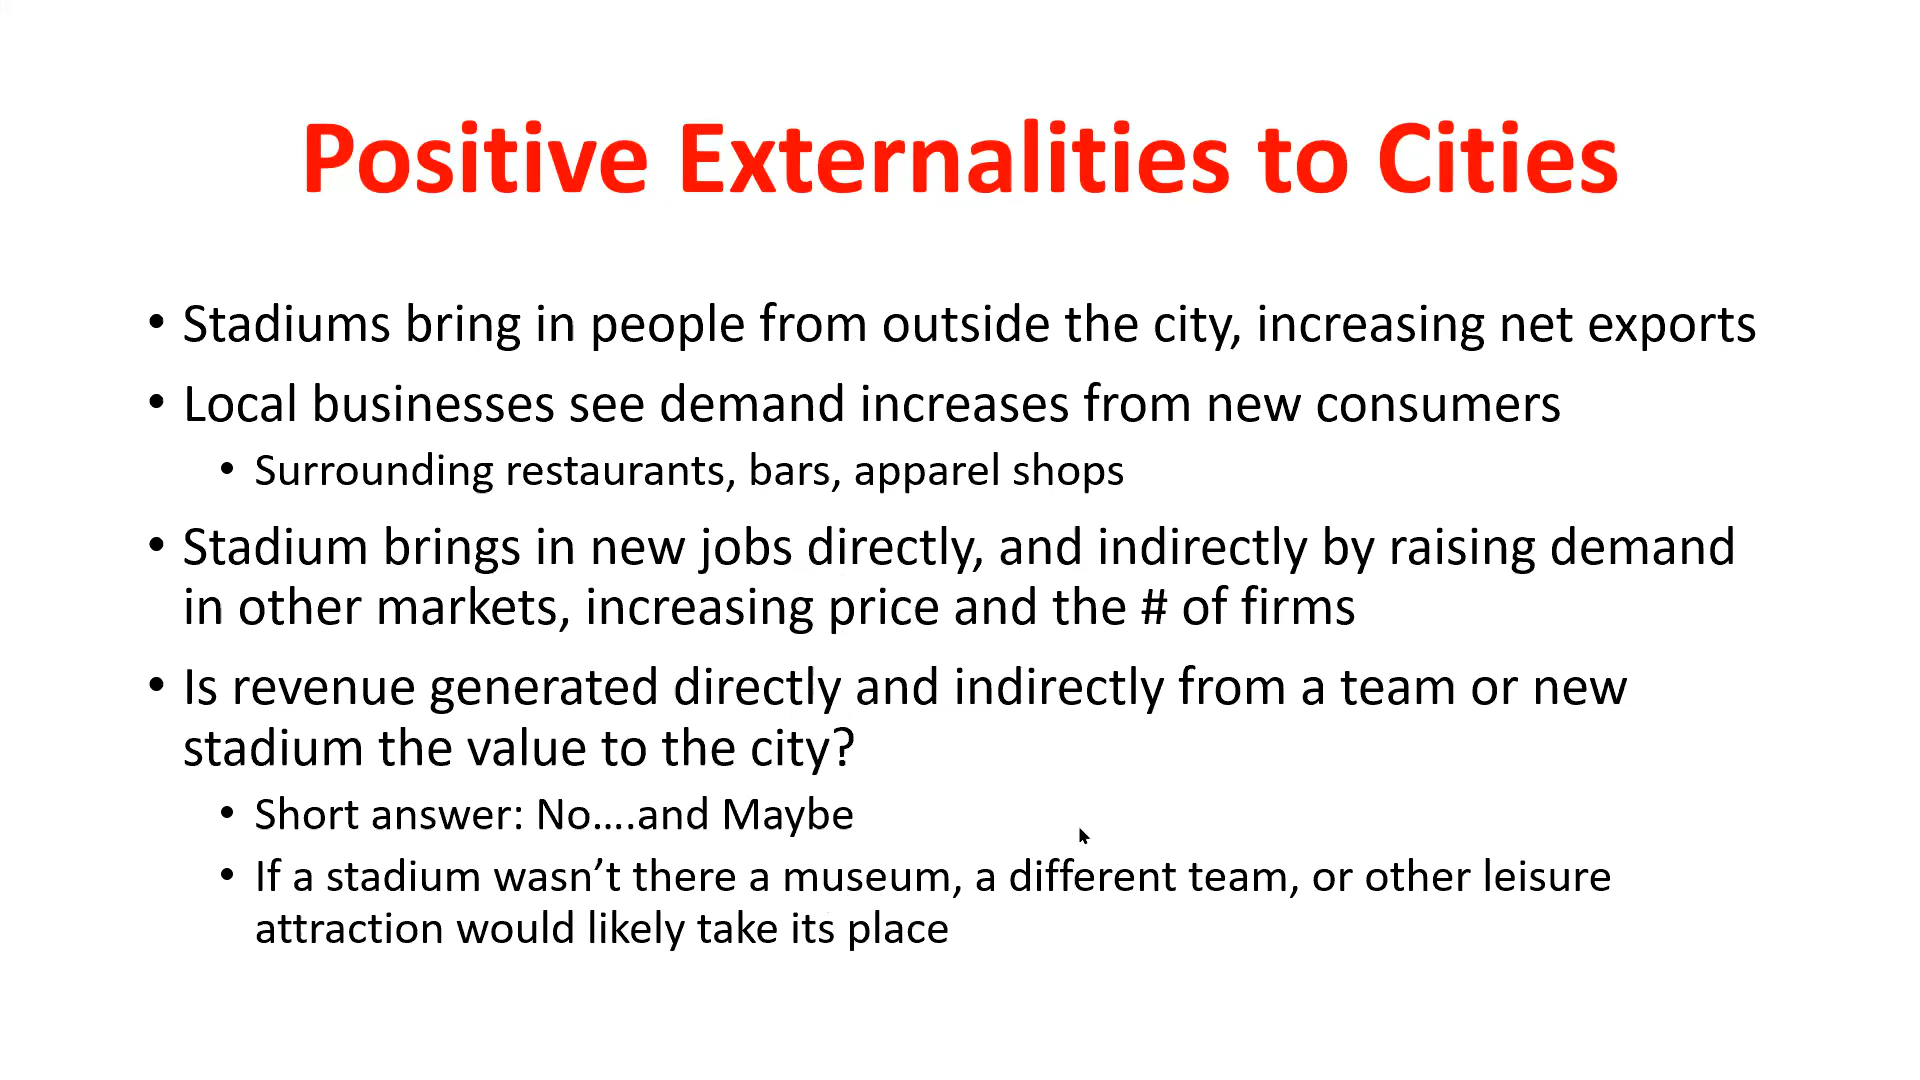 Positive Externalities to Cities
• Stadiums bring in people from outside the city, increasing net exports
• Local businesses see demand increases from new consumers
• Surrounding restaurants, bars, apparel shops
• Stadium brings in new jobs directly, and indirectly by raising demand
in other markets, increasing price and the # of firms
• Is revenue generated directly and indirectly from a team or new
stadium the value to the city?
• Short answer: No....and Maybe
• If a stadium wasn’t there a museum, a different team, or other leisure
attraction would likely take its place